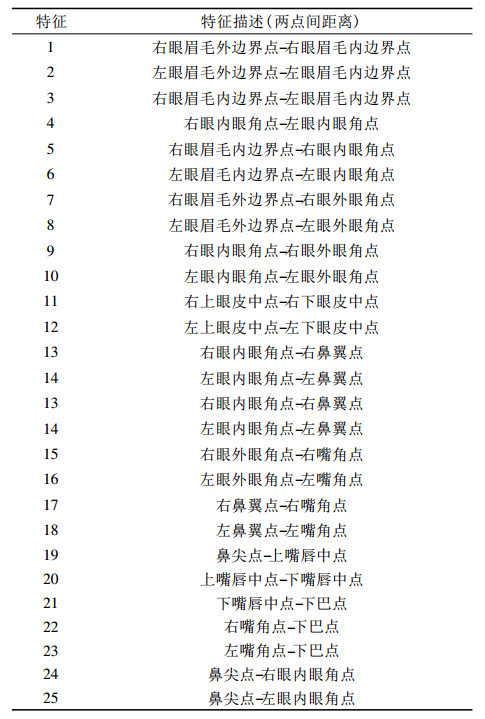 特征 特征描述(两点间距离)
1 右眼眉毛外边界点-右眼眉毛内边界点
2 左眼眉毛外边界点-左眼眉毛内边界点
3 右眼眉毛内边界点-左眼眉毛内边界点
4 右眼内眼角点-左眼内眼角点
5 右眼眉毛内边界点-右眼内眼角点
6 左眼眉毛内边界点-左眼内眼角点
7 右眼眉毛外边界点-右眼外眼角点
8 左眼眉毛外边界点-左眼外眼角点
9 右眼内眼角点-右眼外眼角点
10 左眼内眼角点-左眼外眼角点
11 右上眼皮中点-右下眼皮中点
12 左上眼皮中点-左下眼皮中点
13 右眼内眼角点-右鼻翼点
14 左眼内眼角点-左鼻翼点
13 右眼内眼角点-右鼻翼点
14 左眼内眼角点-左鼻翼点
15 右眼外眼角点-右嘴角点
16 左眼外眼角点-左嘴角点
17 右鼻翼点-右嘴角点
18 左鼻翼点-左嘴角点
19 鼻尖点-上嘴唇中点
20 上嘴唇中点-下嘴唇中点
21 下嘴唇中点-下巴点
22 右嘴角点-下巴点
23 左嘴角点-下巴点
24 鼻尖点-右眼内眼角点
25 鼻尖点-左眼内眼角点